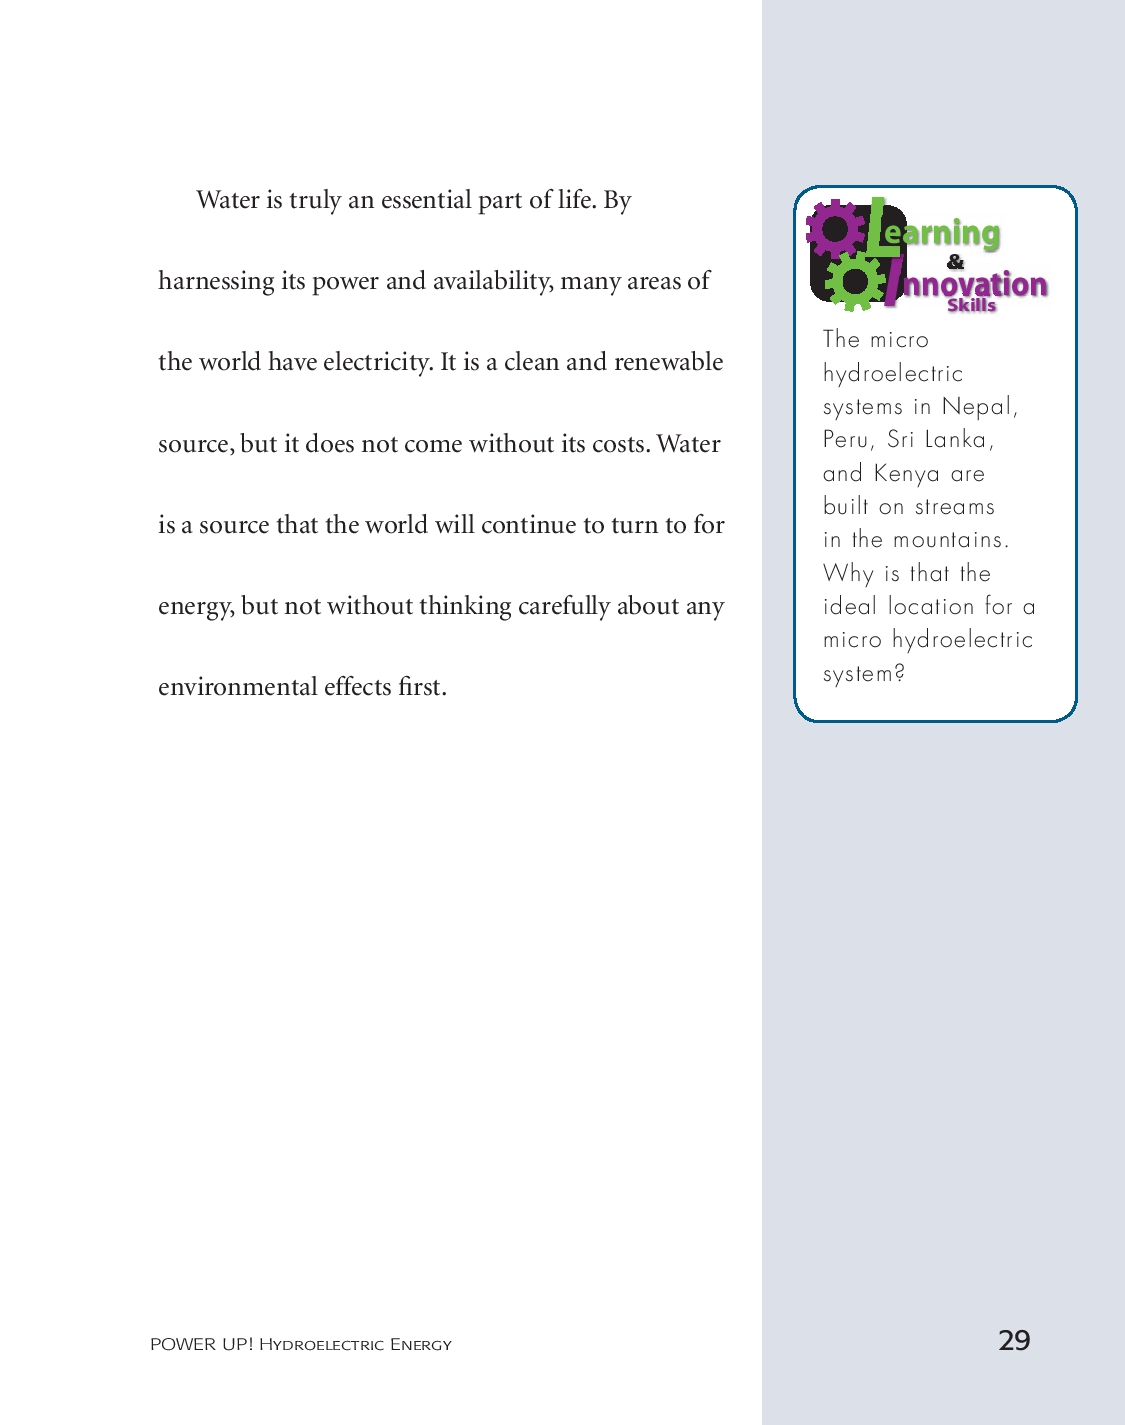 Water is truly an essential part of life. By
harnessing its power and availability, many areas of
the world have electricity. It is a clean and renewable
source, but it does not come without its costs. Water
is a source that the world will continue to turn to for
energy, but not without thinking carefully about any
environmental effects first.
Learning
&
Innovation
Skills
The micro
hydroelectric
systems in Nepal,
Peru, Sri Lanka,
and Kenya are
built on streams
in the mountains.
Why is that the
ideal location for a
micro hydroelectric
system?
POWER UP! Hydroelectric Energy
29